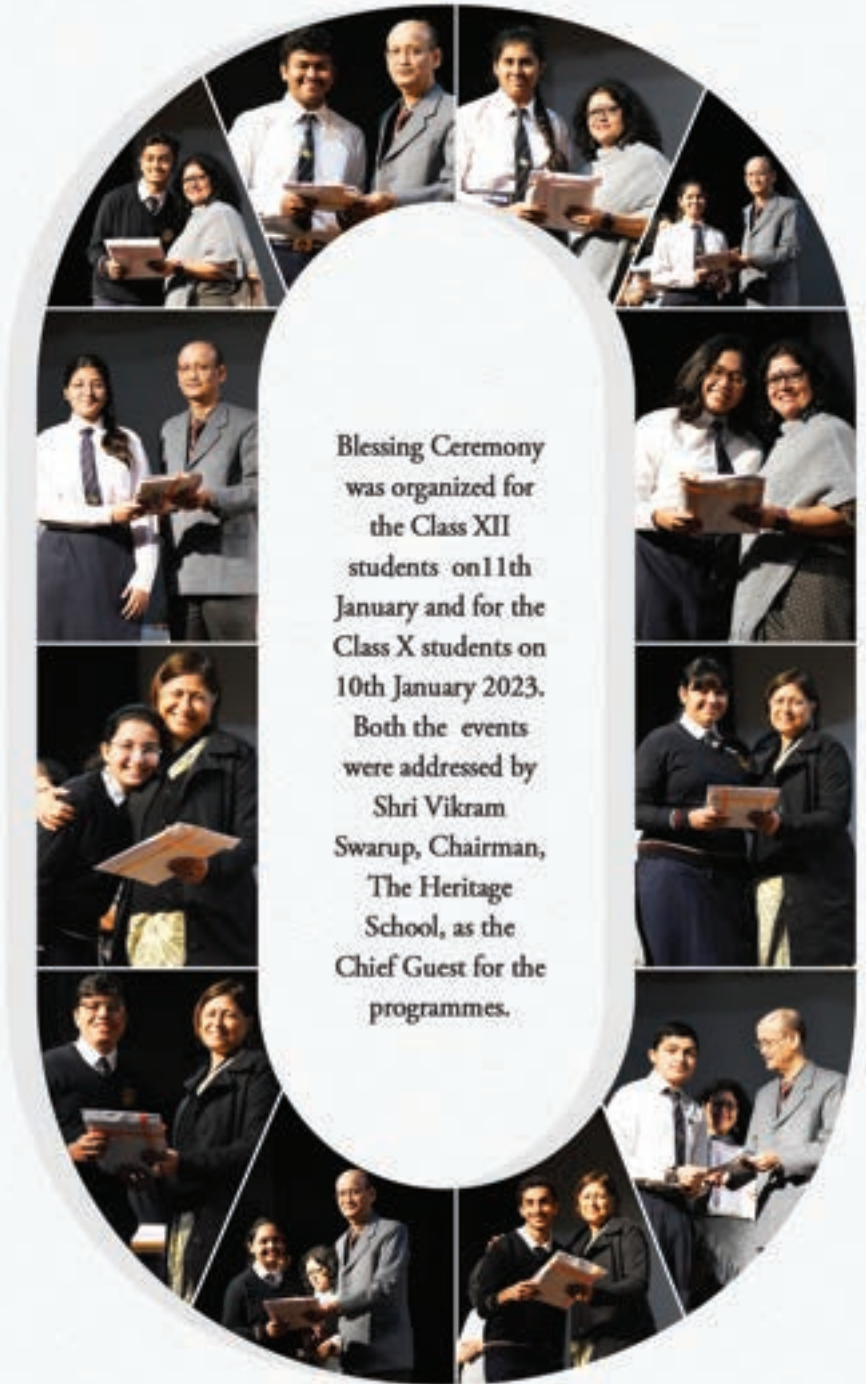 Blessing Ceremony
was organized for
the Class XII
students on11th
January and for the
Class X students on
10th January 2023.
Both the events
were addressed by
Shri Vikram
Swarup, Chairman,
The Heritage
School, as the
Chief Guest for the
programmes.